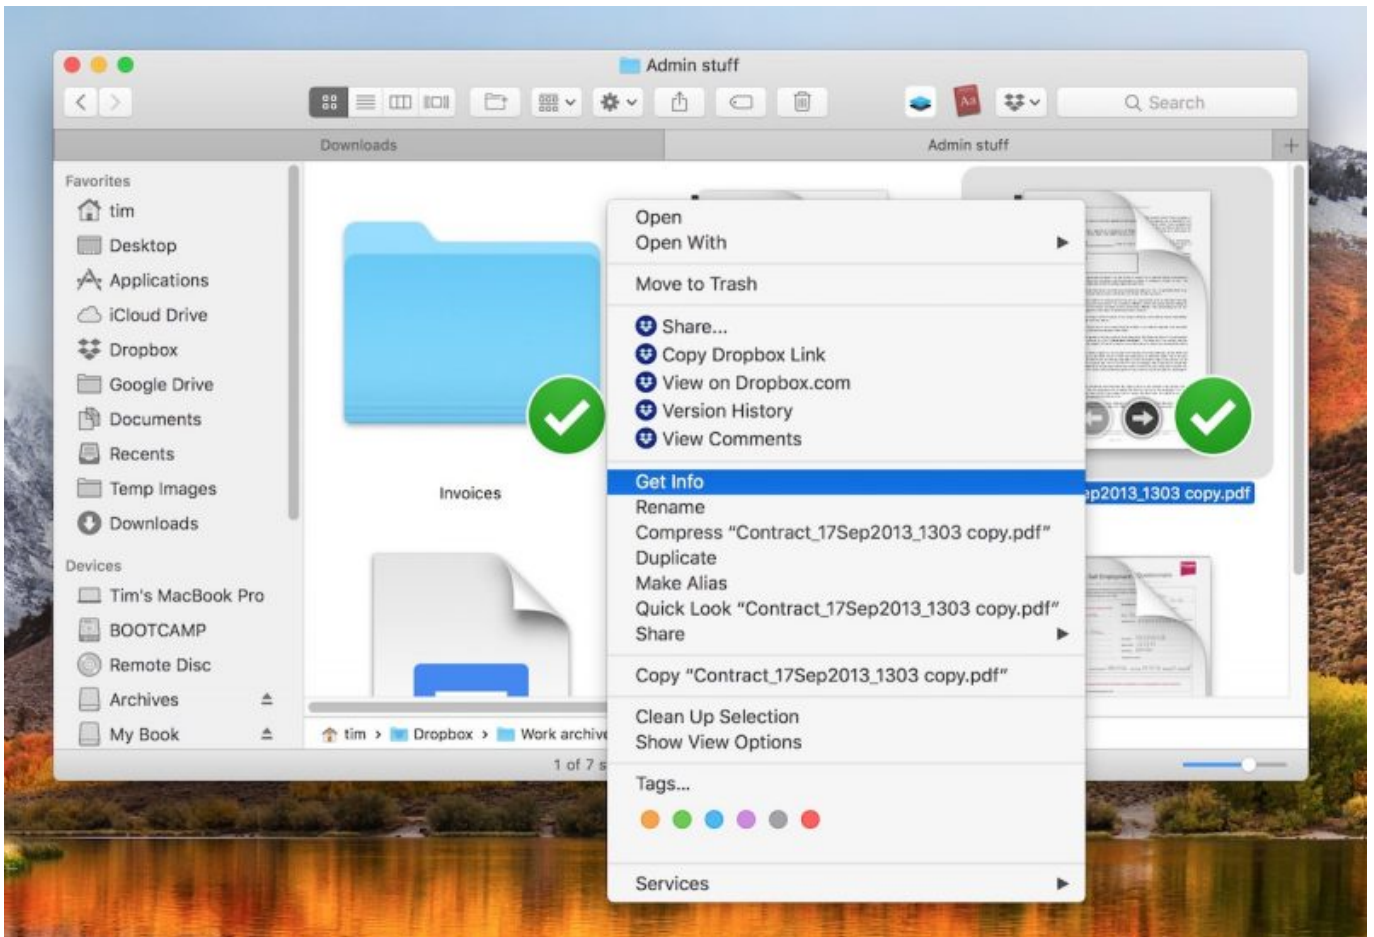 Admin stuff
Search
Downloads
Admin stuff
Favorites
tim
Desktop
Applications
iCloud Drive
Dropbox
Google Drive
Documents
Recents
Temp Images
Downloads
Devices
Tim's MacBook Pro
BOOTCAMP
Remote Disc
Archives
My Book
Invoices
Open
Open With
Move to Trash
Share...
Copy Dropbox Link
View on Dropbox.com
Version History
View Comments
Get Info
Rename
Compress “Contract_17Sep2013_1303 copy.pdf”
Duplicate
Make Alias
Quick Look “Contract_17Sep2013_1303 copy.pdf”
Share
Copy “Contract_17Sep2013_1303 copy.pdf”
Clean Up Selection
Show View Options
Tags...
Services
ep2013_1303 copy.pdf
tim › Dropbox › Work archive
1 of 7 s